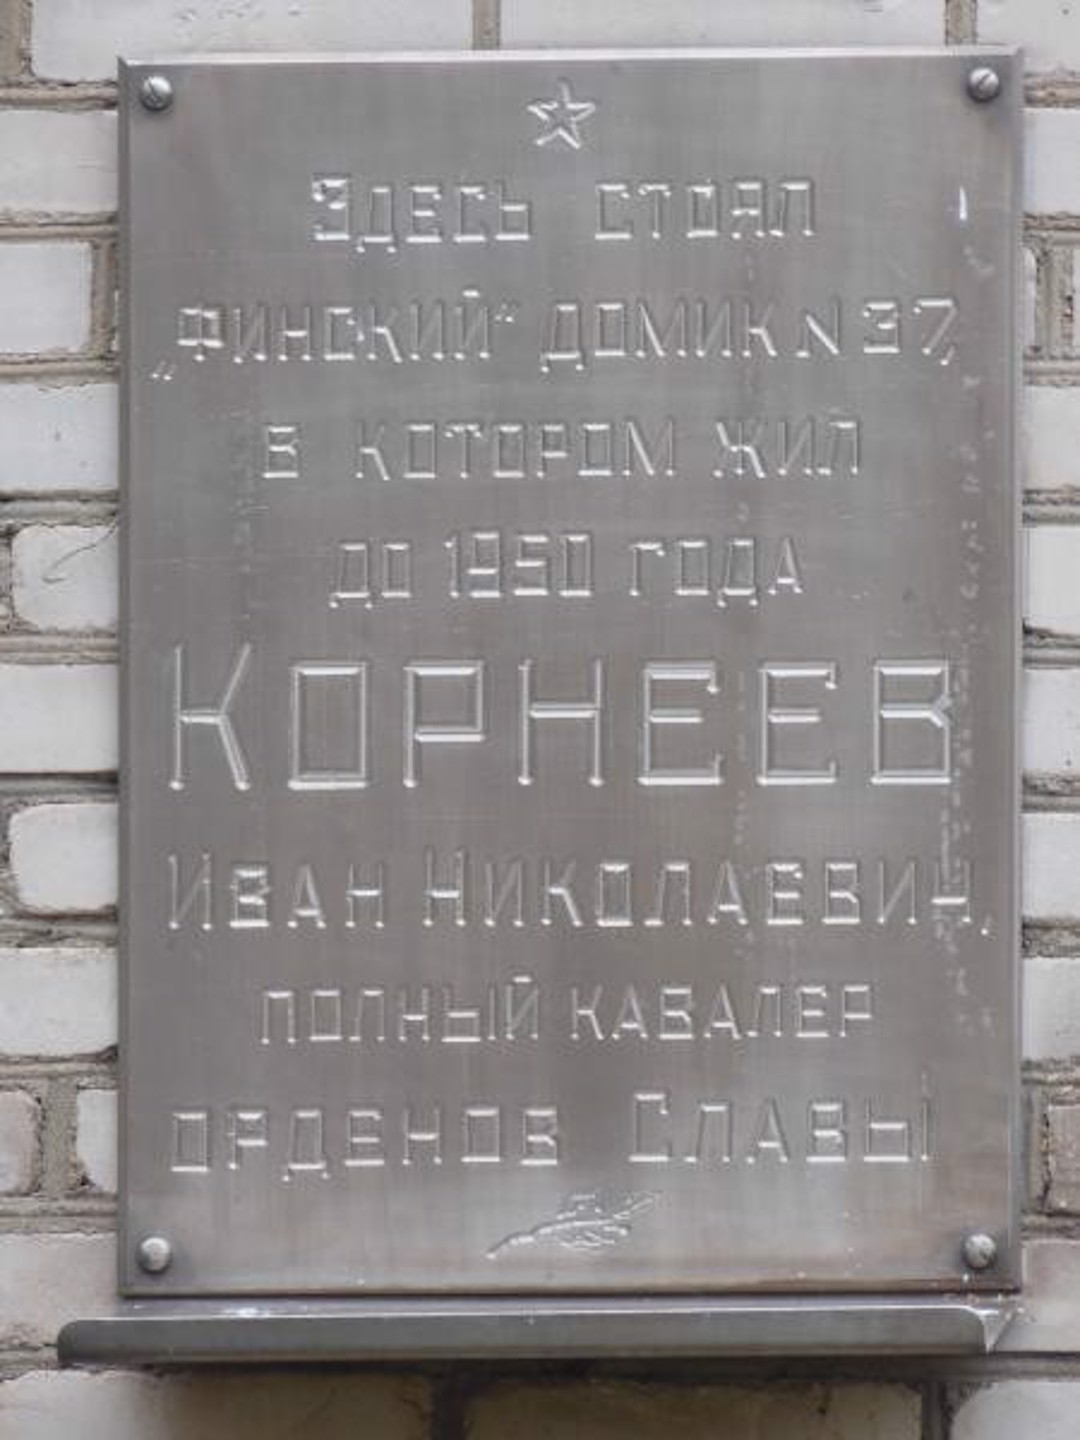 Здесь стоял
„финский“ домик N 37,
в котором жил
до 1950 года
Корнеев
Иван Николаевич,
полный кавалер
орденов Славы